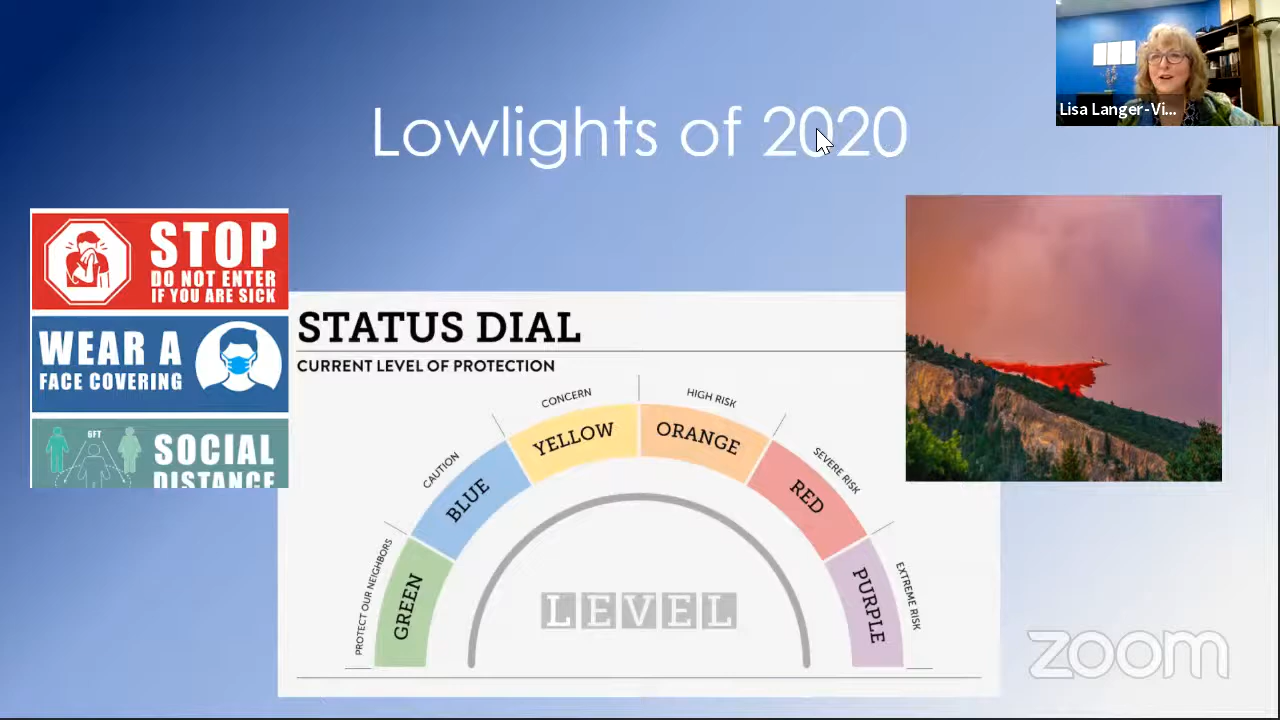 Lowlights of 2020
Lisa Langer-Vi...
STOP
DO NOT ENTER
IF YOU ARE SICK
WEAR A
FACE COVERING
6FT
SOCIAL
DISTANCE
STATUS DIAL
CURRENT LEVEL OF PROTECTION
PROTECT OUR NEIGHBORS
CAUTION
CONCERN
HIGH RISK
SEVERE RISK
EXTREME RISK
GREEN
BLUE
YELLOW
ORANGE
RED
PURPLE
LEVEL
zoom